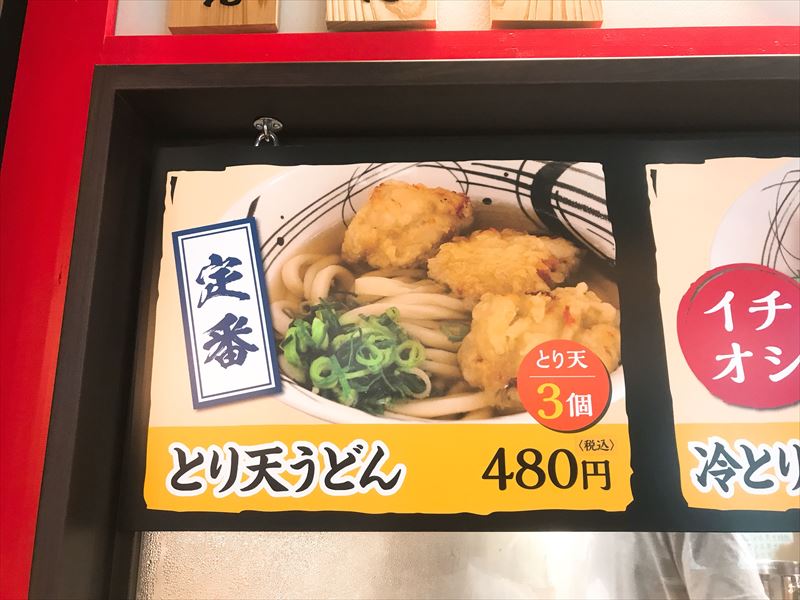 定番
とり天
3個
とり天うどん
〈税込〉
480円
イチ
オシ
冷とり